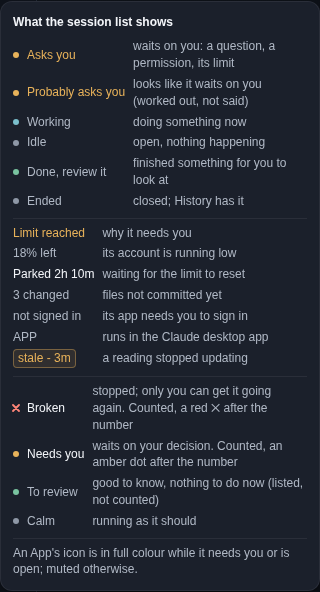 What the session list shows
Asks you waits on you: a question, a
permission, its limit
Probably asks you looks like it waits on you
(worked out, not said)
Working doing something now
Idle open, nothing happening
Done, review it finished something for you to
look at
Ended closed; History has it
Limit reached why it needs you
18% left its account is running low
Parked 2h 10m waiting for the limit to reset
3 changed files not committed yet
not signed in its app needs you to sign in
APP runs in the Claude desktop app
stale - 3m a reading stopped updating
Broken stopped; only you can get it going
again. Counted, a red ✕ after the
number
Needs you waits on your decision. Counted, an
amber dot after the number
To review good to know, nothing to do now (listed,
not counted)
Calm running as it should
An App's icon is in full colour while it needs you or is
open; muted otherwise.